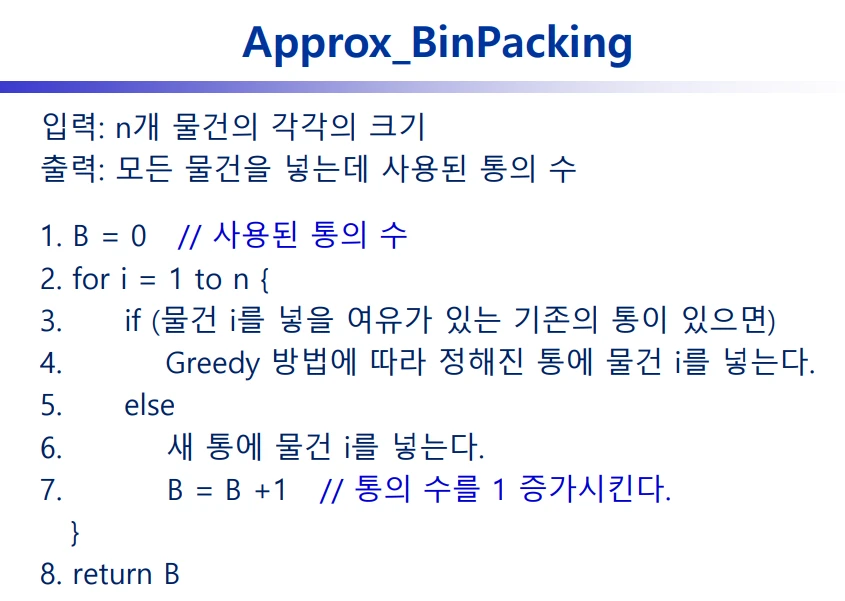 Approx_BinPacking
입력: n개 물건의 각각의 크기
출력: 모든 물건을 넣는데 사용된 통의 수
1. B = 0 // 사용된 통의 수
2. for i = 1 to n {
3. if (물건 i를 넣을 여유가 있는 기존의 통이 있으면)
4. Greedy 방법에 따라 정해진 통에 물건 i를 넣는다.
5. else
6. 새 통에 물건 i를 넣는다.
7. B = B +1 // 통의 수를 1 증가시킨다.
}
8. return B